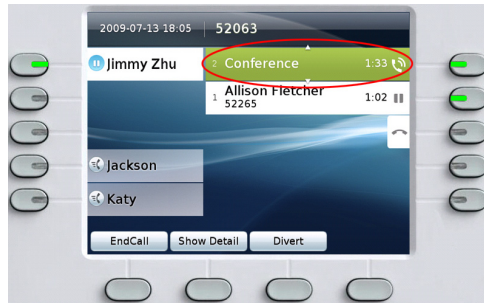 2009-07-13 18:05 52063
Jimmy Zhu
2 Conference 1:33
1 Allison Fletcher 1:02
52265
Jackson
Katy
EndCall Show Detail Divert